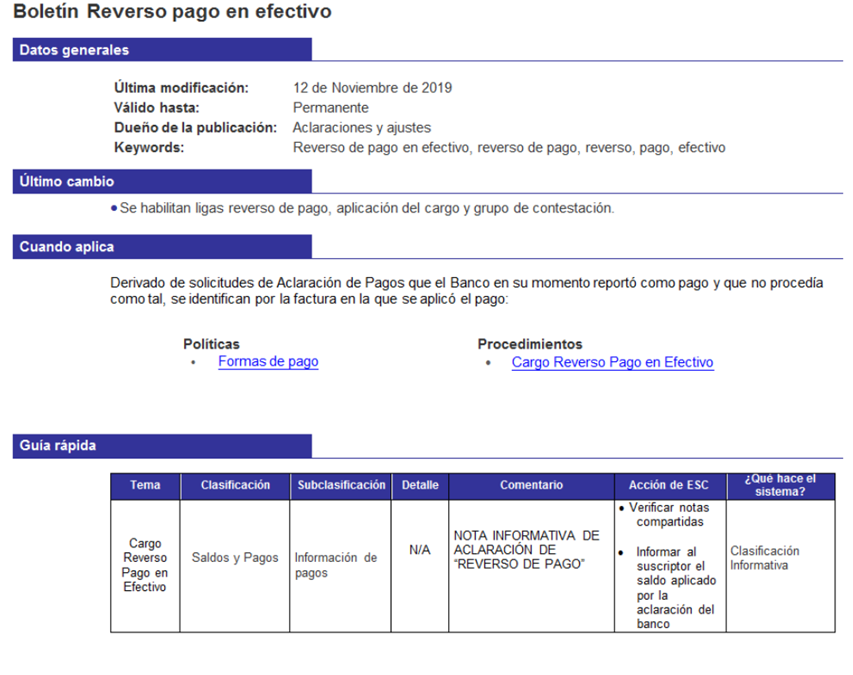 Boletín Reverso pago en efectivo
Datos generales
Última modificación: 12 de Noviembre de 2019
Válido hasta: Permanente
Dueño de la publicación: Aclaraciones y ajustes
Keywords: Reverso de pago en efectivo, reverso de pago, reverso, pago, efectivo
Último cambio
•Se habilitan ligas reverso de pago, aplicación del cargo y grupo de contestación.
Cuando aplica
Derivado de solicitudes de Aclaración de Pagos que el Banco en su momento reportó como pago y que no procedía
como tal, se identifican por la factura en la que se aplicó el pago:
Políticas
• Formas de pago
Procedimientos
• Cargo Reverso Pago en Efectivo
Guía rápida
Tema
Clasificación
Subclasificación
Detalle
Comentario
Acción de ESC
¿Qué hace el
sistema?
Cargo
Reverso
Pago en
Efectivo
Saldos y Pagos
Información de
pagos
N/A
NOTA INFORMATIVA DE
ACLARACIÓN DE
“REVERSO DE PAGO”
• Verificar notas
compartidas
• Informar al
suscriptor el
saldo aplicado
por la
aclaración del
banco
Clasificación
Informativa